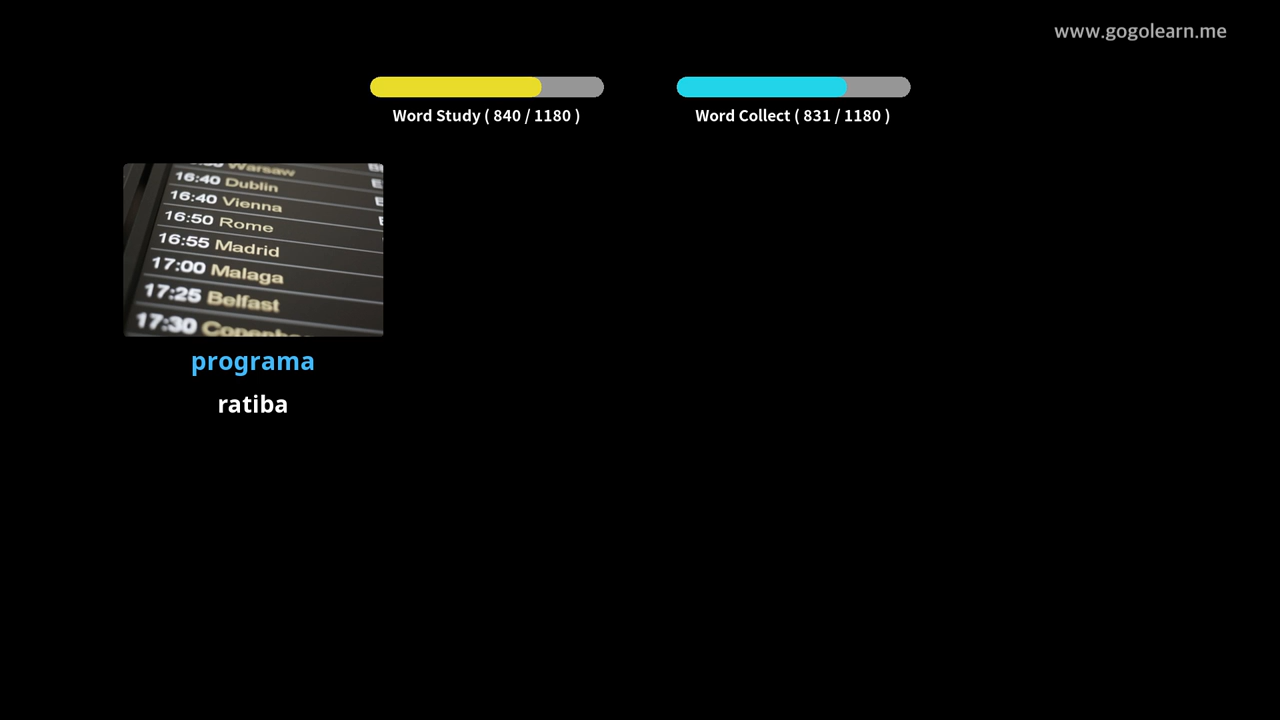 www.gogolearn.me
Word Study ( 840 / 1180 )
Word Collect ( 831 / 1180 )
Warsaw
16:40 Dublin
16:40 Vienna
16:50 Rome
16:55 Madrid
17:00 Malaga
17:25 Belfast
17:30
programa
ratiba